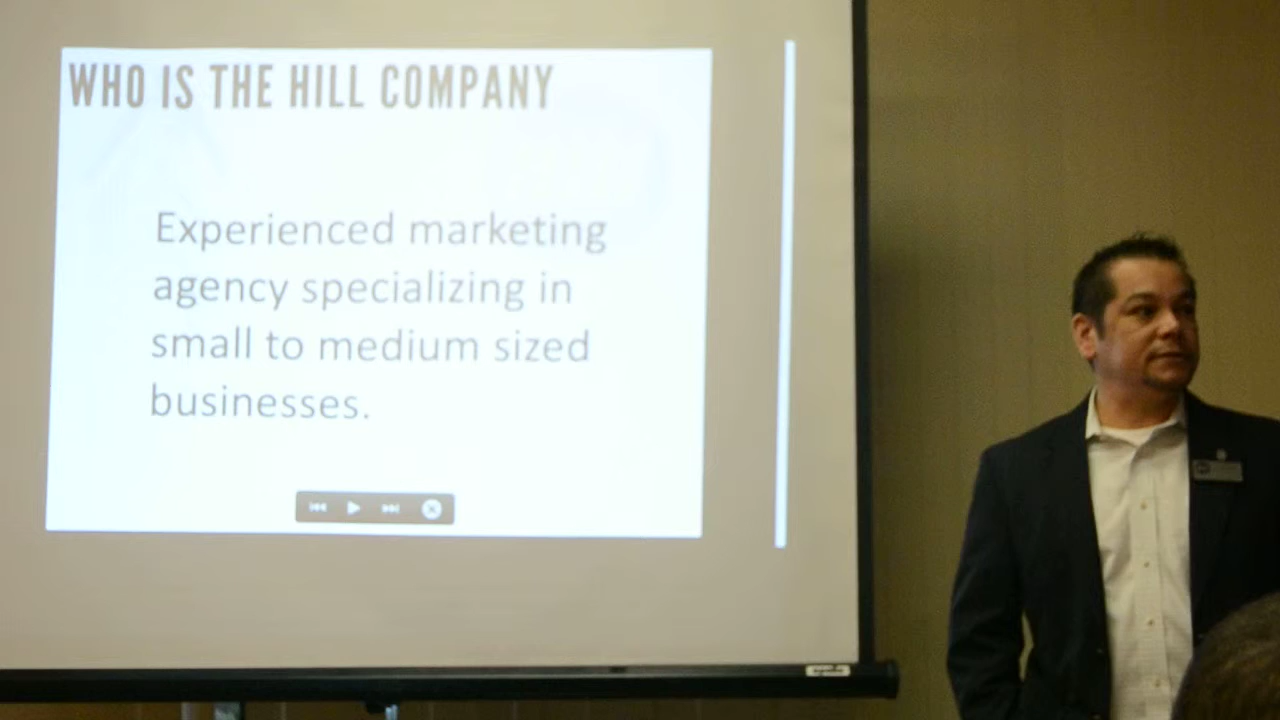 WHO IS THE HILL COMPANY
Experienced marketing
agency specializing in
small to medium sized
businesses.